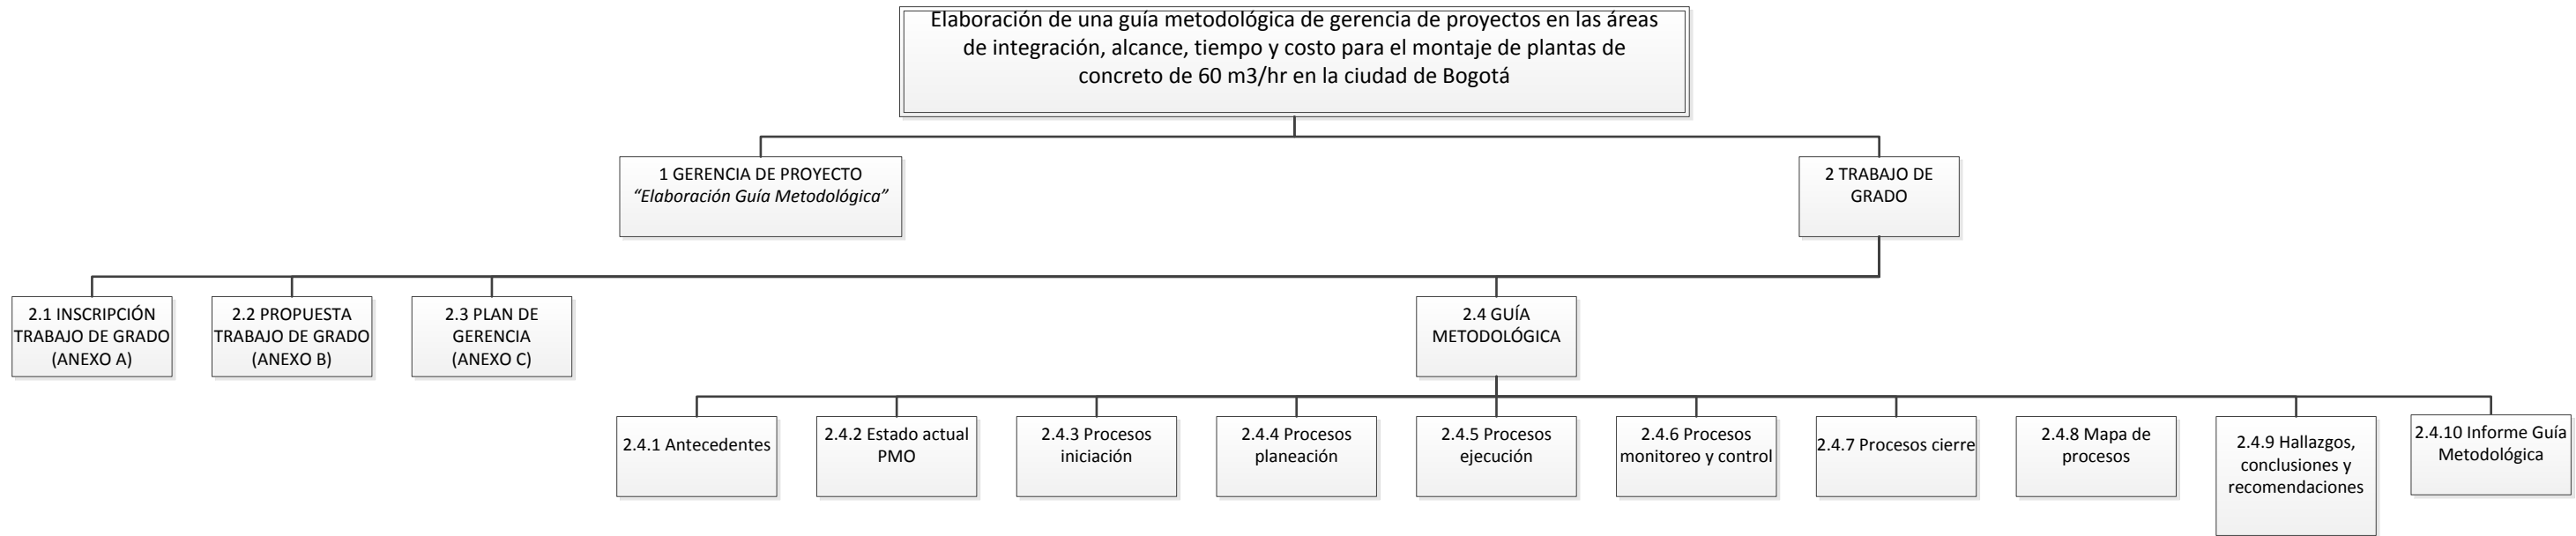 Elaboración de una guía metodológica de gerencia de proyectos en las áreas
de integración, alcance, tiempo y costo para el montaje de plantas de
concreto de 60 m3/hr en la ciudad de Bogotá
1 GERENCIA DE PROYECTO
“Elaboración Guía Metodológica”
2 TRABAJO DE
GRADO
2.1 INSCRIPCIÓN
TRABAJO DE GRADO
(ANEXO A)
2.2 PROPUESTA
TRABAJO DE GRADO
(ANEXO B)
2.3 PLAN DE
GERENCIA
(ANEXO C)
2.4 GUÍA
METODOLÓGICA
2.4.1 Antecedentes
2.4.2 Estado actual
PMO
2.4.3 Procesos
iniciación
2.4.4 Procesos
planeación
2.4.5 Procesos
ejecución
2.4.6 Procesos
monitoreo y control
2.4.7 Procesos cierre
2.4.8 Mapa de
procesos
2.4.9 Hallazgos,
conclusiones y
recomendaciones
2.4.10 Informe Guía
Metodológica